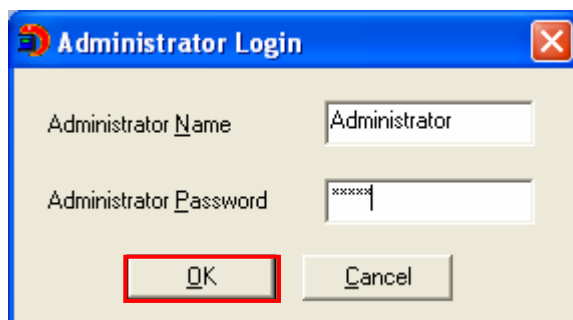 Administrator Login
Administrator Name
Administrator
Administrator Password
*****
OK
Cancel